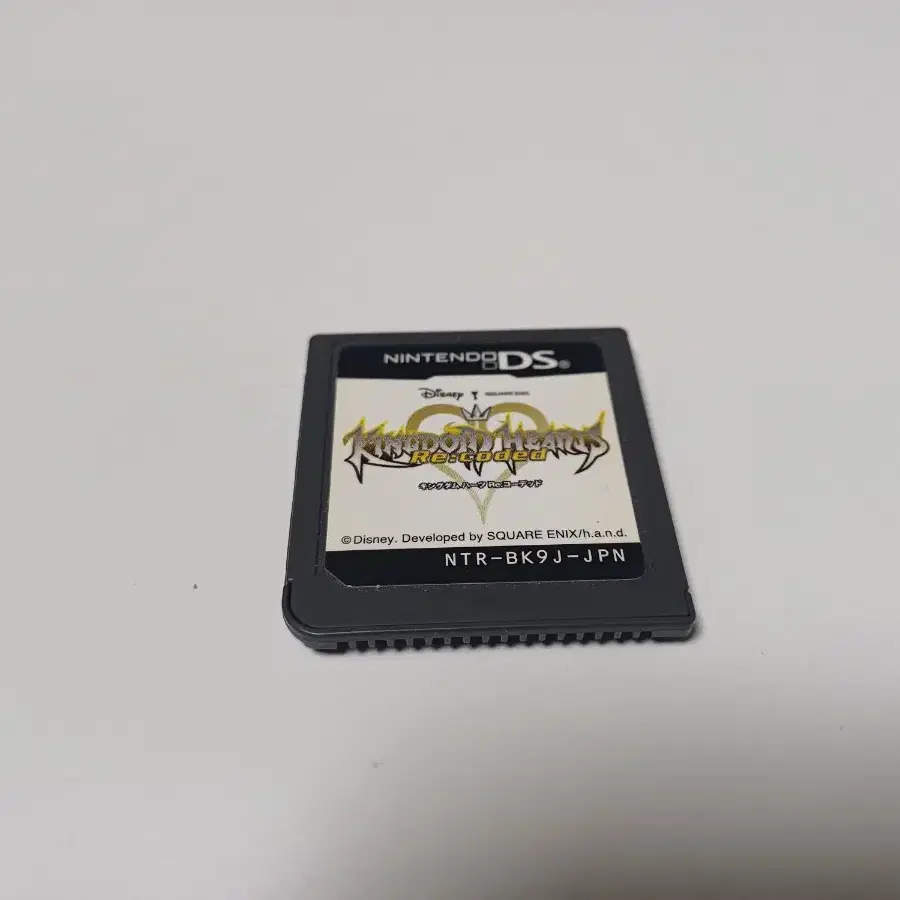 NINTENDO DS®
Disney SQUARE ENIX
KINGDOM HEARTS
Re:coded
キングダム ハーツ Re:コーデッド
©Disney. Developed by SQUARE ENIX/h.a.n.d.
NTR-BK9J-JPN